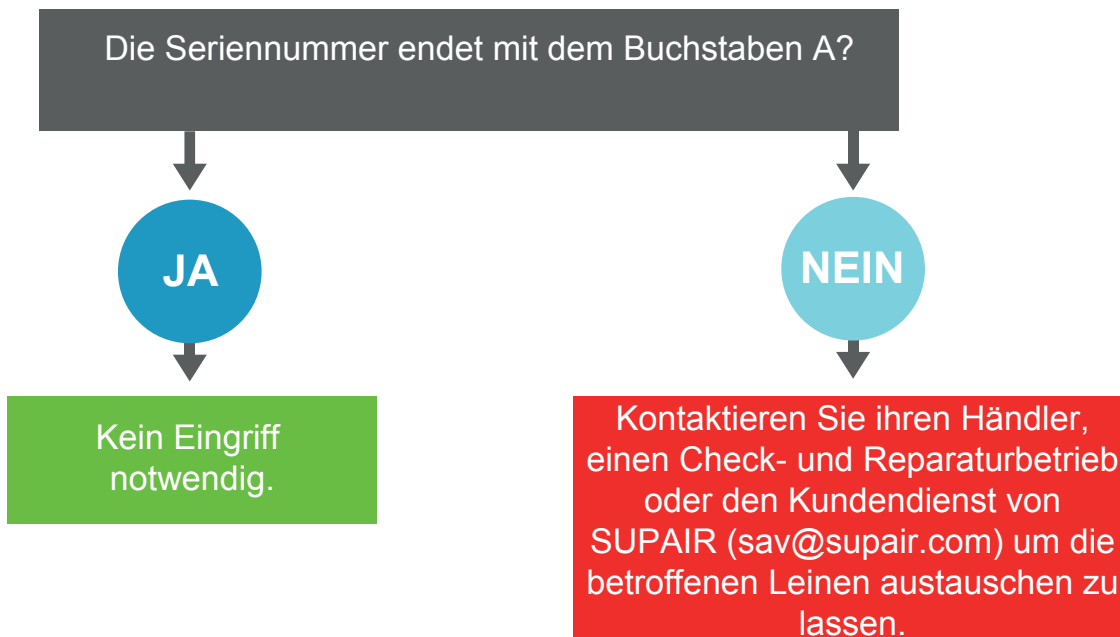 Die Seriennummer endet mit dem Buchstaben A?
JA
NEIN
Kein Eingriff
notwendig.
Kontaktieren Sie ihren Händler,
einen Check- und Reparaturbetrieb
oder den Kundendienst von
SUPAIR (sav@supair.com) um die
betroffenen Leinen austauschen zu
lassen.